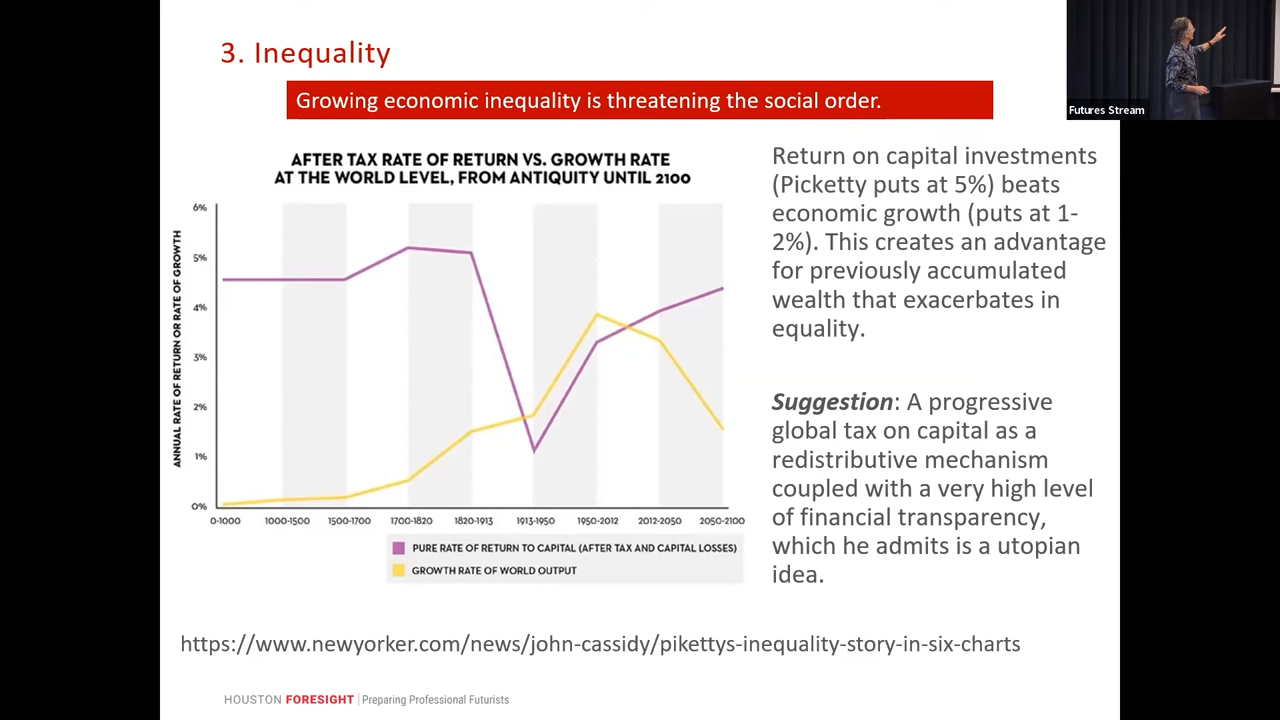 3. Inequality
Growing economic inequality is threatening the social order.
Futures Stream
AFTER TAX RATE OF RETURN VS. GROWTH RATE
AT THE WORLD LEVEL, FROM ANTIQUITY UNTIL 2100
ANNUAL RATE OF RETURN OR RATE OF GROWTH
6%
5%
4%
3%
2%
1%
0%
0-1000 1000-1500 1500-1700 1700-1820 1820-1913 1913-1950 1950-2012 2012-2050 2050-2100
PURE RATE OF RETURN TO CAPITAL (AFTER TAX AND CAPITAL LOSSES)
GROWTH RATE OF WORLD OUTPUT
Return on capital investments
(Picketty puts at 5%) beats
economic growth (puts at 1-
2%). This creates an advantage
for previously accumulated
wealth that exacerbates in
equality.
Suggestion: A progressive
global tax on capital as a
redistributive mechanism
coupled with a very high level
of financial transparency,
which he admits is a utopian
idea.
https://www.newyorker.com/news/john-cassidy/pikettys-inequality-story-in-six-charts
HOUSTON FORESIGHT | Preparing Professional Futurists